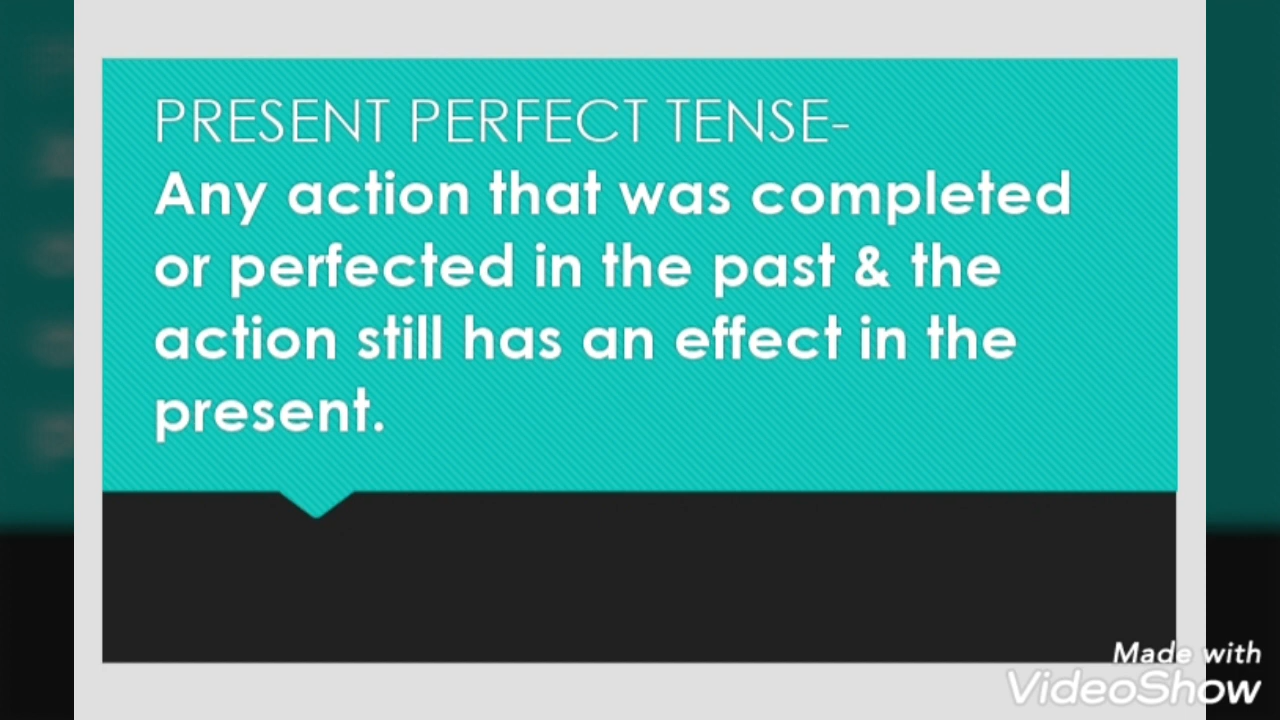 PRESENT PERFECT TENSE-
Any action that was completed
or perfected in the past & the
action still has an effect in the
present.
Made with
VideoShow